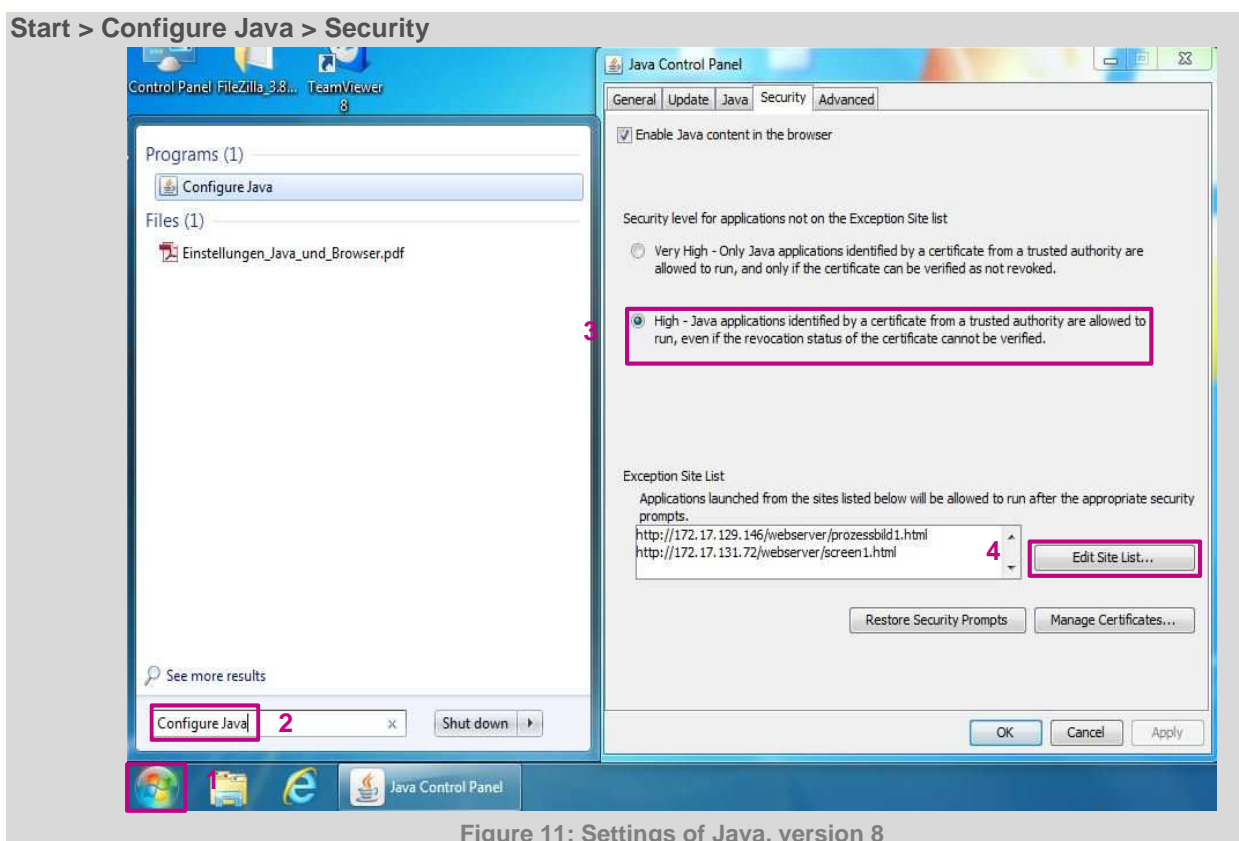 Start > Configure Java > Security
Control Panel FileZilla_3.8... TeamViewer
8
Programs (1)
Configure Java
Files (1)
Einstellungen_Java_und_Browser.pdf
See more results
Configure Java
2
Shut down
1
Java Control Panel
Java Control Panel
General Update Java Security Advanced
Enable Java content in the browser
Security level for applications not on the Exception Site list
Very High - Only Java applications identified by a certificate from a trusted authority are
allowed to run, and only if the certificate can be verified as not revoked.
3
High - Java applications identified by a certificate from a trusted authority are allowed to
run, even if the revocation status of the certificate cannot be verified.
Exception Site List
Applications launched from the sites listed below will be allowed to run after the appropriate security
prompts.
http://172.17.129.146/webserver/prozessbild1.html
http://172.17.131.72/webserver/screen1.html
4
Edit Site List...
Restore Security Prompts Manage Certificates...
OK Cancel Apply
Figure 11: Settings of Java, version 8